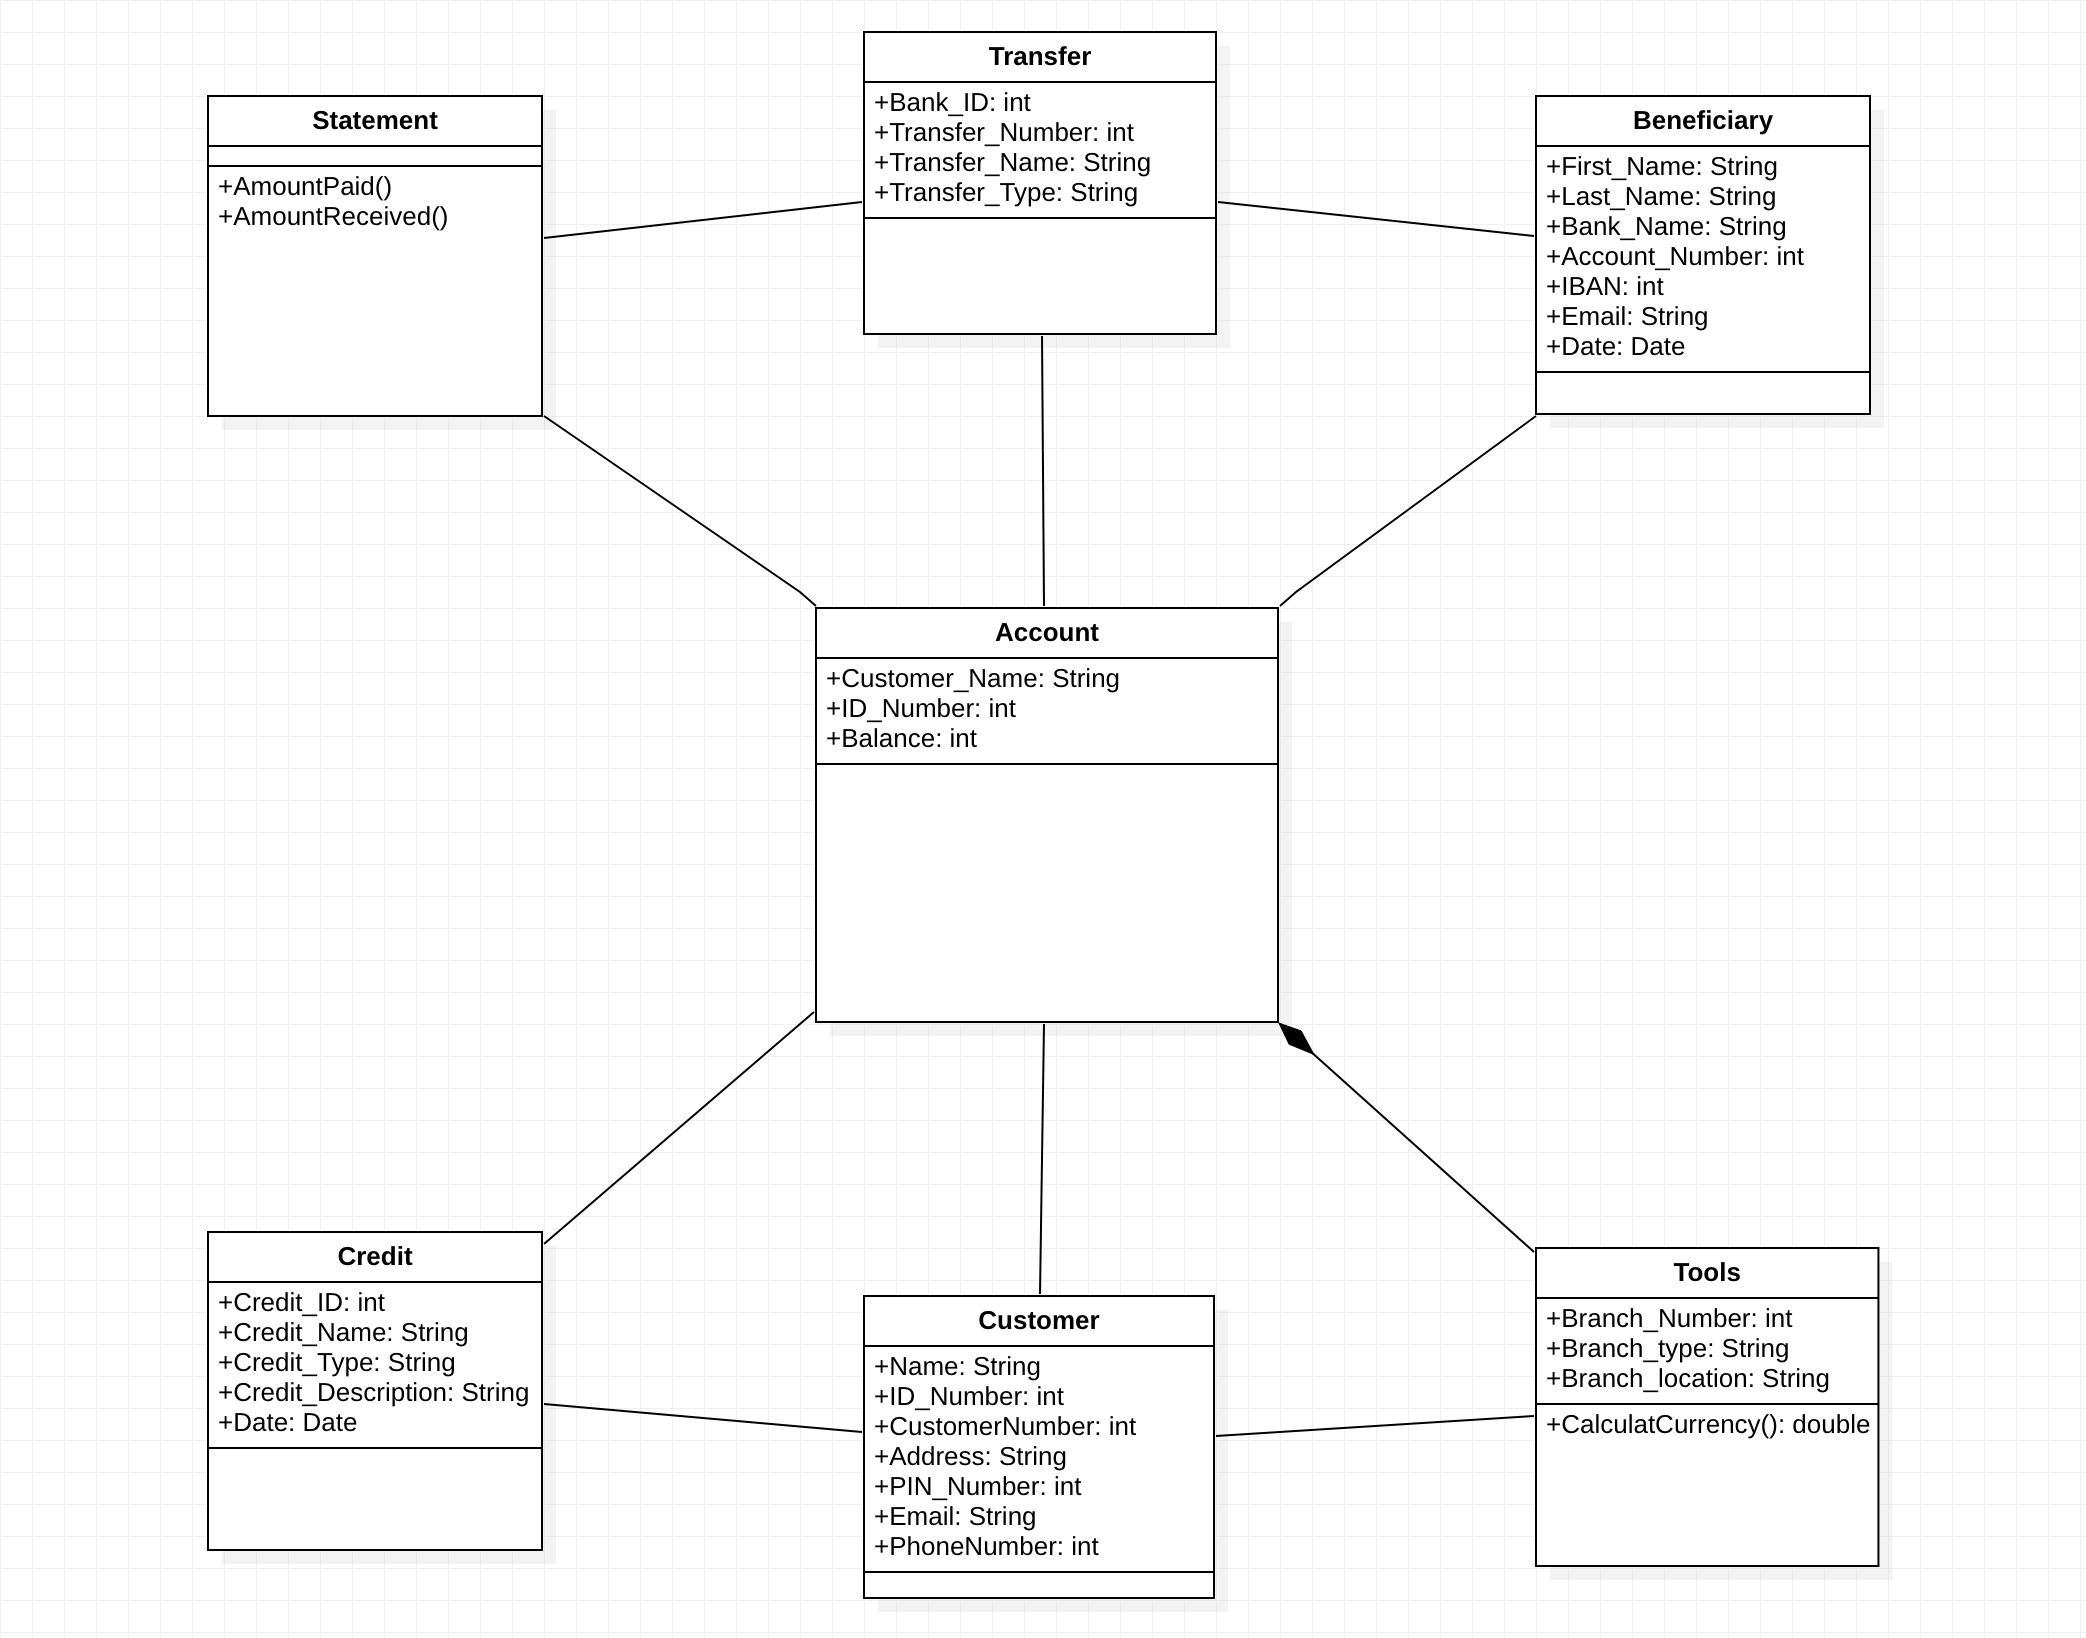 Transfer
+Bank_ID: int
+Transfer_Number: int
+Transfer_Name: String
+Transfer_Type: String
Statement
+AmountPaid()
+AmountReceived()
Beneficiary
+First_Name: String
+Last_Name: String
+Bank_Name: String
+Account_Number: int
+IBAN: int
+Email: String
+Date: Date
Account
+Customer_Name: String
+ID_Number: int
+Balance: int
Credit
+Credit_ID: int
+Credit_Name: String
+Credit_Type: String
+Credit_Description: String
+Date: Date
Customer
+Name: String
+ID_Number: int
+CustomerNumber: int
+Address: String
+PIN_Number: int
+Email: String
+PhoneNumber: int
Tools
+Branch_Number: int
+Branch_type: String
+Branch_location: String
+CalculatCurrency(): double